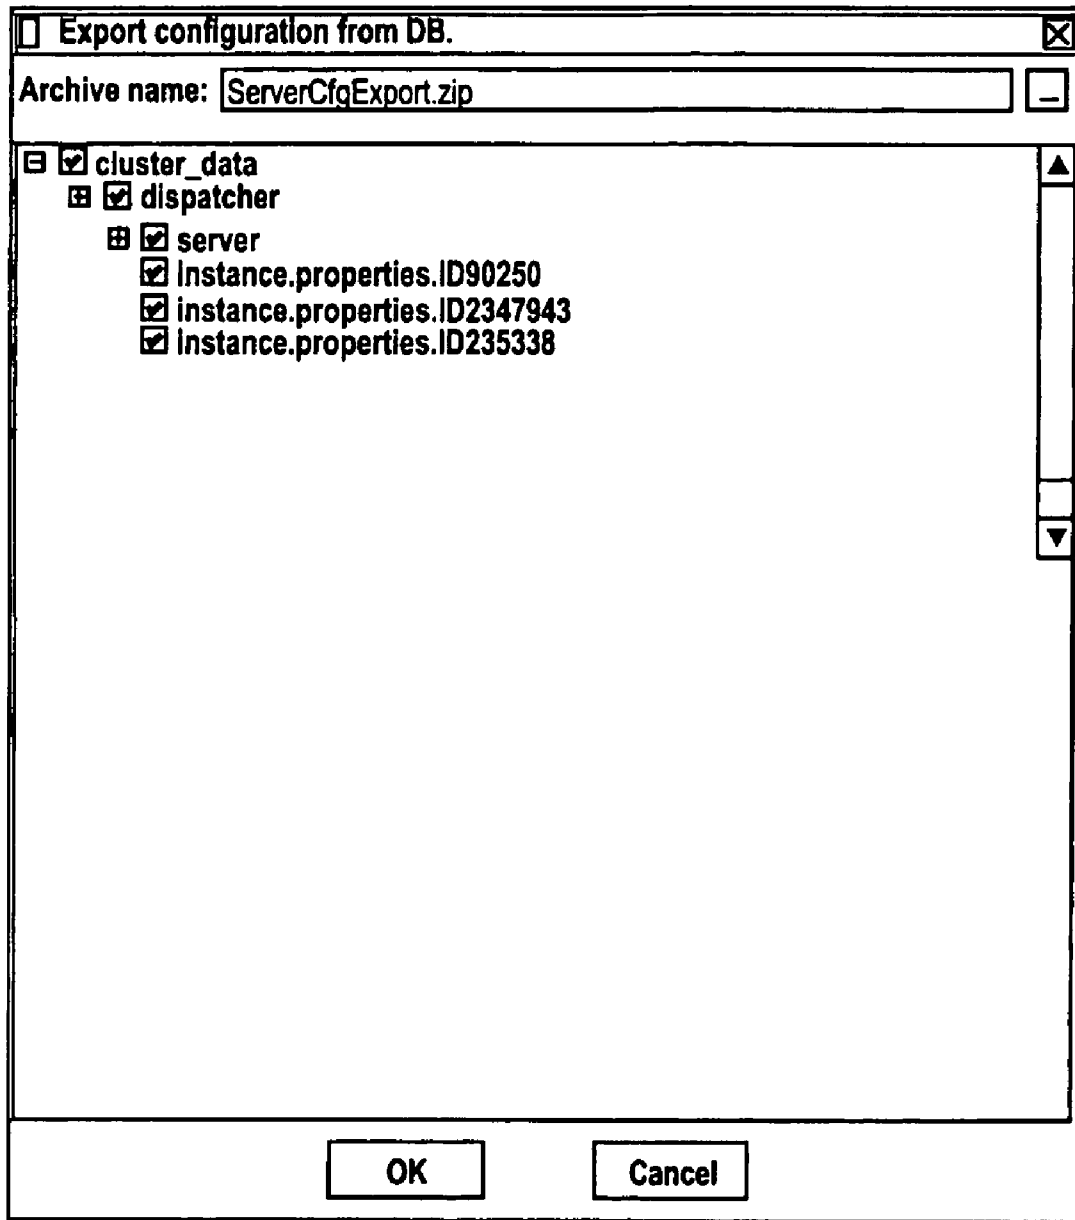 Export configuration from DB.
Archive name: ServerCfgExport.zip
cluster_data
dispatcher
server
instance.properties.ID90250
instance.properties.ID2347943
instance.properties.ID235338
OK
Cancel